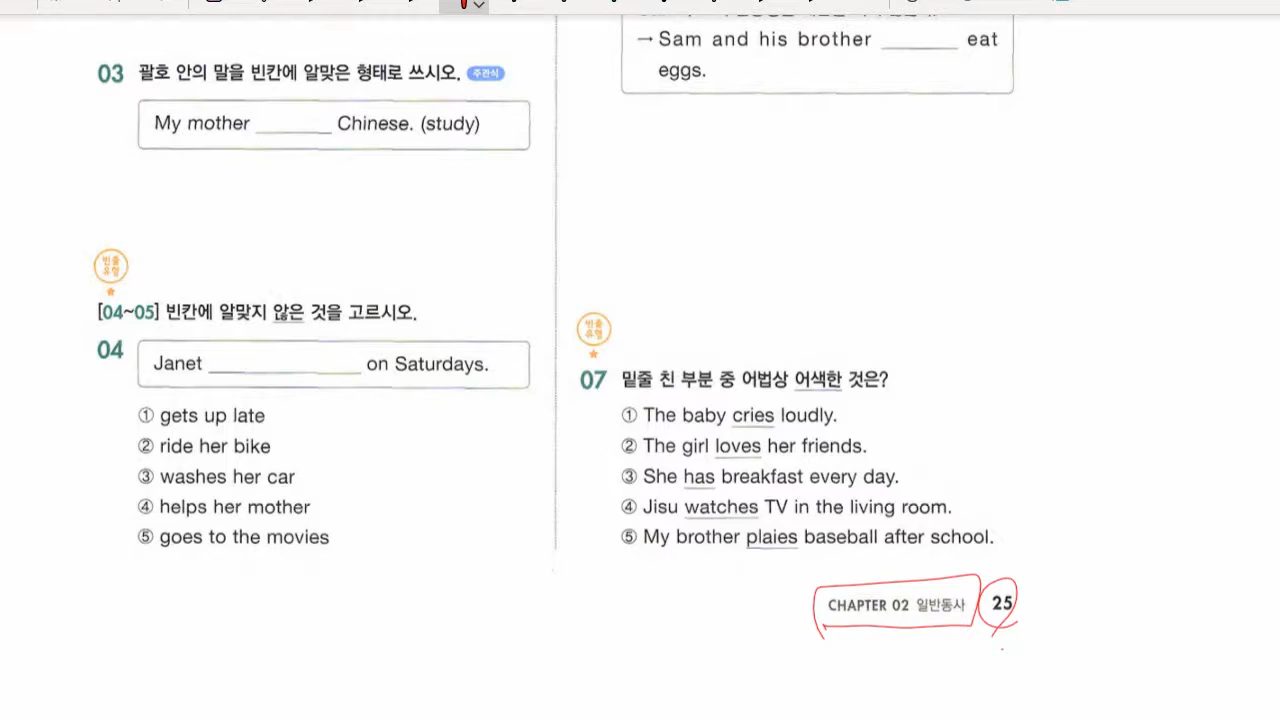 03 괄호 안의 말을 빈칸에 알맞은 형태로 쓰시오. 주관식
My mother ________ Chinese. (study)
빈출
유형
[04~05] 빈칸에 알맞지 않은 것을 고르시오.
04
Janet ________________ on Saturdays.
① gets up late
② ride her bike
③ washes her car
④ helps her mother
⑤ goes to the movies
→ Sam and his brother ________ eat
eggs.
빈출
유형
07 밑줄 친 부분 중 어법상 어색한 것은?
① The baby cries loudly.
② The girl loves her friends.
③ She has breakfast every day.
④ Jisu watches TV in the living room.
⑤ My brother plaies baseball after school.
CHAPTER 02 일반동사 25